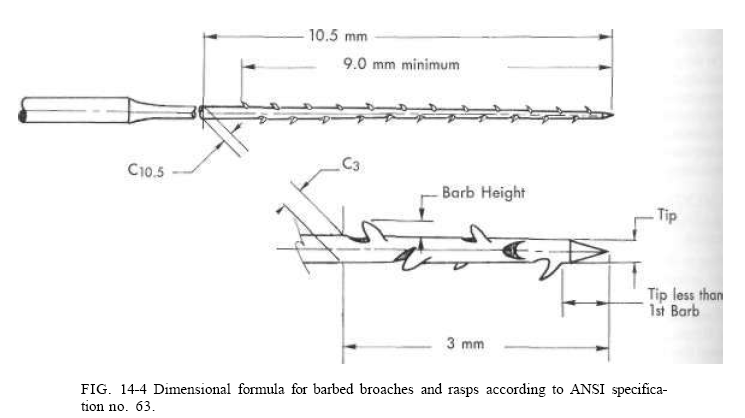 10.5 mm
9.0 mm minimum
C10.5
C3
Barb Height
Tip
Tip less than
1st Barb
3 mm
FIG. 14-4 Dimensional formula for barbed broaches and rasps according to ANSI specifica-
tion no. 63.